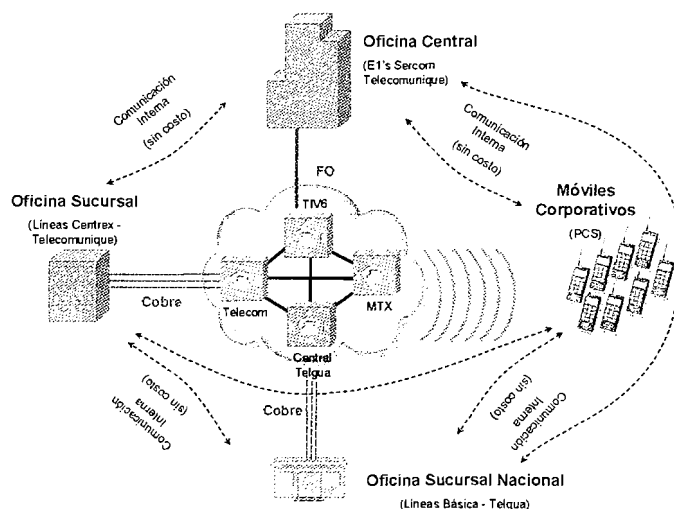 Oficina Central
(E1's Sercom
Telecomunique)
Comunicación
Interna
(sin costo)
Comunicación
Interna
(sin costo)
FO
TIV6
Oficina Sucursal
(Líneas Centrex -
Telecomunique)
Móviles
Corporativos
(PCS)
Cobre
Telecom
MTX
Central
Telgua
Cobre
Comunicación
Interna
(sin costo)
Comunicación
Interna
(sin costo)
Oficina Sucursal Nacional
(Líneas Básica - Telgua)